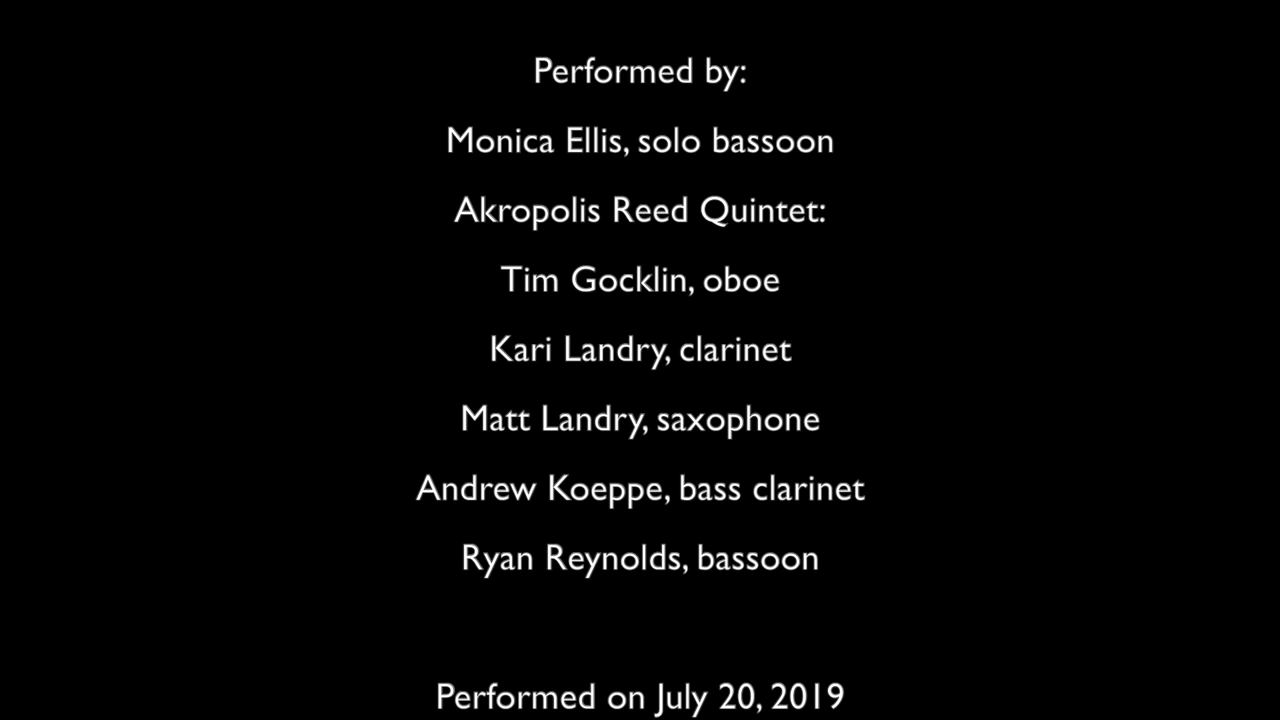 Performed by:
Monica Ellis, solo bassoon
Akropolis Reed Quintet:
Tim Gocklin, oboe
Kari Landry, clarinet
Matt Landry, saxophone
Andrew Koeppe, bass clarinet
Ryan Reynolds, bassoon
Performed on July 20, 2019